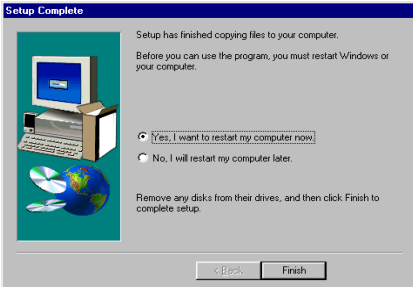 Setup Complete
Setup has finished copying files to your computer.
Before you can use the program, you must restart Windows or
your computer.
Yes, I want to restart my computer now.
No, I will restart my computer later.
Remove any disks from their drives, and then click Finish to
complete setup.
< Back
Finish